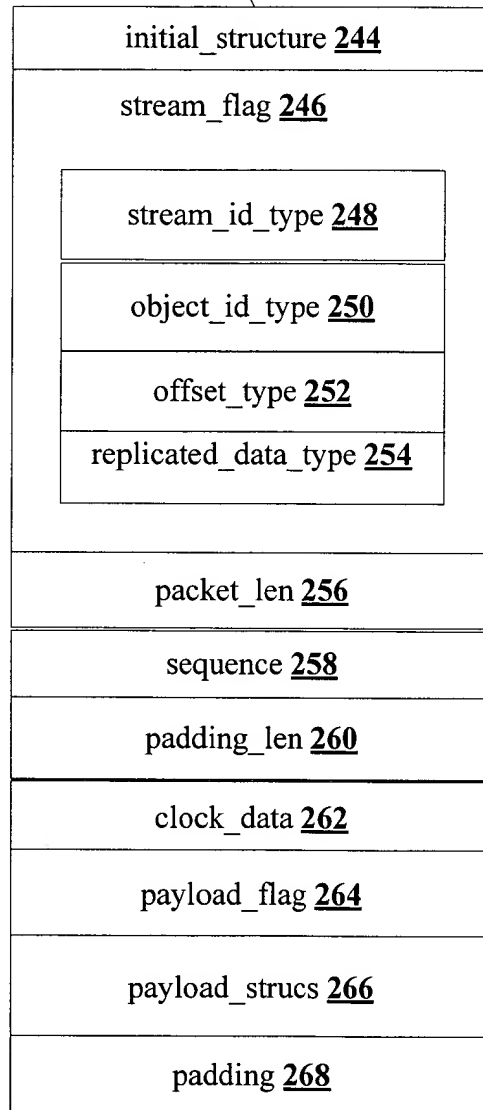 initial_structure 244
stream_flag 246
stream_id_type 248
object_id_type 250
offset_type 252
replicated_data_type 254
packet_len 256
sequence 258
padding_len 260
clock_data 262
payload_flag 264
payload_strucs 266
padding 268